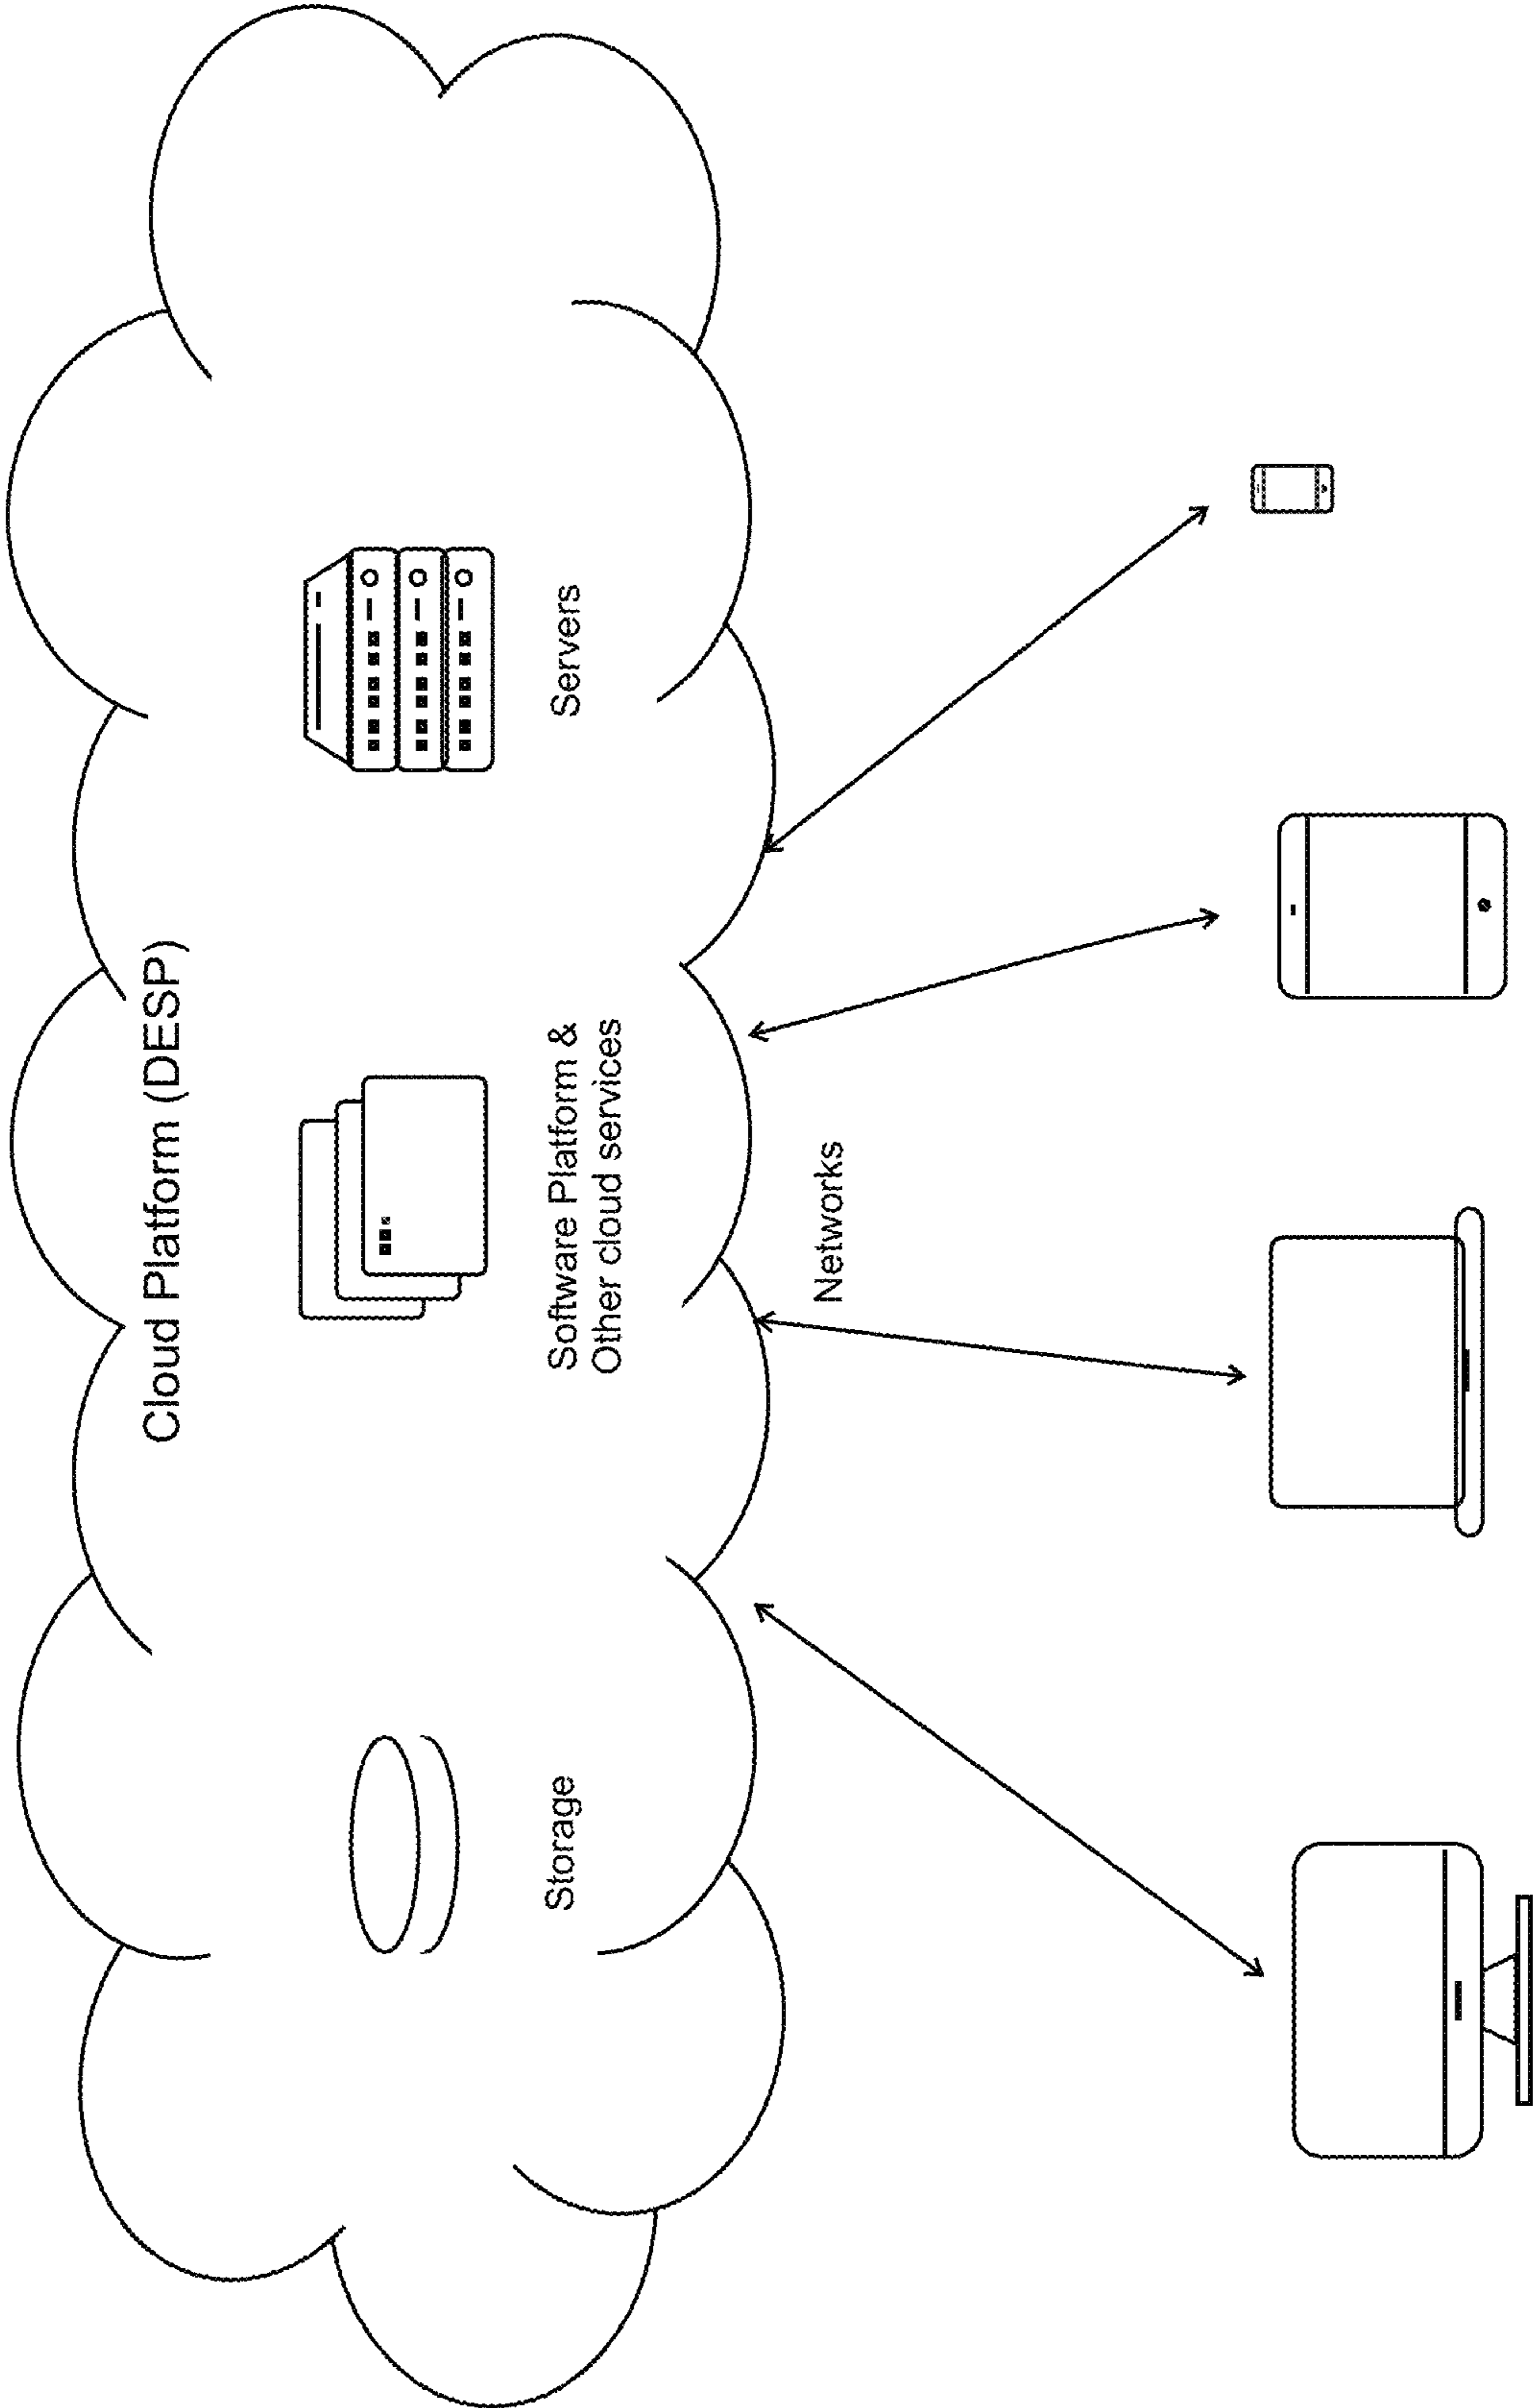 Cloud Platform (DESP)
Storage
Software Platform &
Other cloud services
Servers
Networks